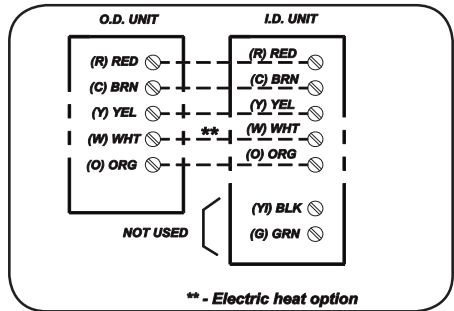 O.D. UNIT I.D. UNIT
(R) RED (R) RED
(C) BRN (C) BRN
(Y) YEL (Y) YEL
(W) WHT ** (W) WHT
(O) ORG (O) ORG
(YI) BLK
NOT USED
(G) GRN
** - Electric heat option